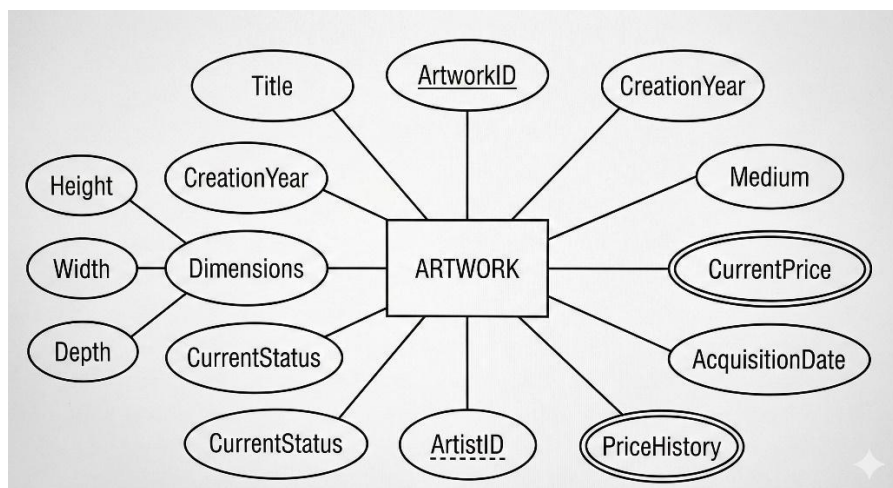 Title
ArtworkID
CreationYear
Height
CreationYear
Medium
Width
Dimensions
ARTWORK
CurrentPrice
Depth
CurrentStatus
AcquisitionDate
CurrentStatus
ArtistID
PriceHistory